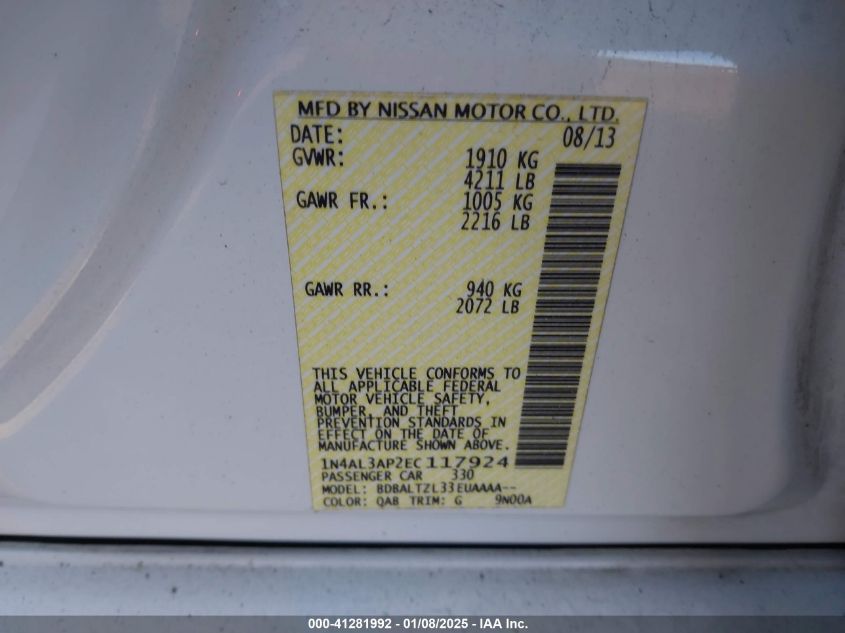 MFD BY NISSAN MOTOR CO., LTD.
DATE: 08/13
GVWR: 1910 KG
4211 LB
GAWR FR.: 1005 KG
2216 LB
GAWR RR.: 940 KG
2072 LB
THIS VEHICLE CONFORMS TO
ALL APPLICABLE FEDERAL
MOTOR VEHICLE SAFETY,
BUMPER, AND THEFT
PREVENTION STANDARDS IN
EFFECT ON THE DATE OF
MANUFACTURE SHOWN ABOVE.
1N4AL3AP2EC117924
PASSENGER CAR 330
MODEL: BDBALTZL33EUAAAA--
COLOR: QAB TRIM: G 9N00A
000-41281992 - 01/08/2025 - IAA Inc.